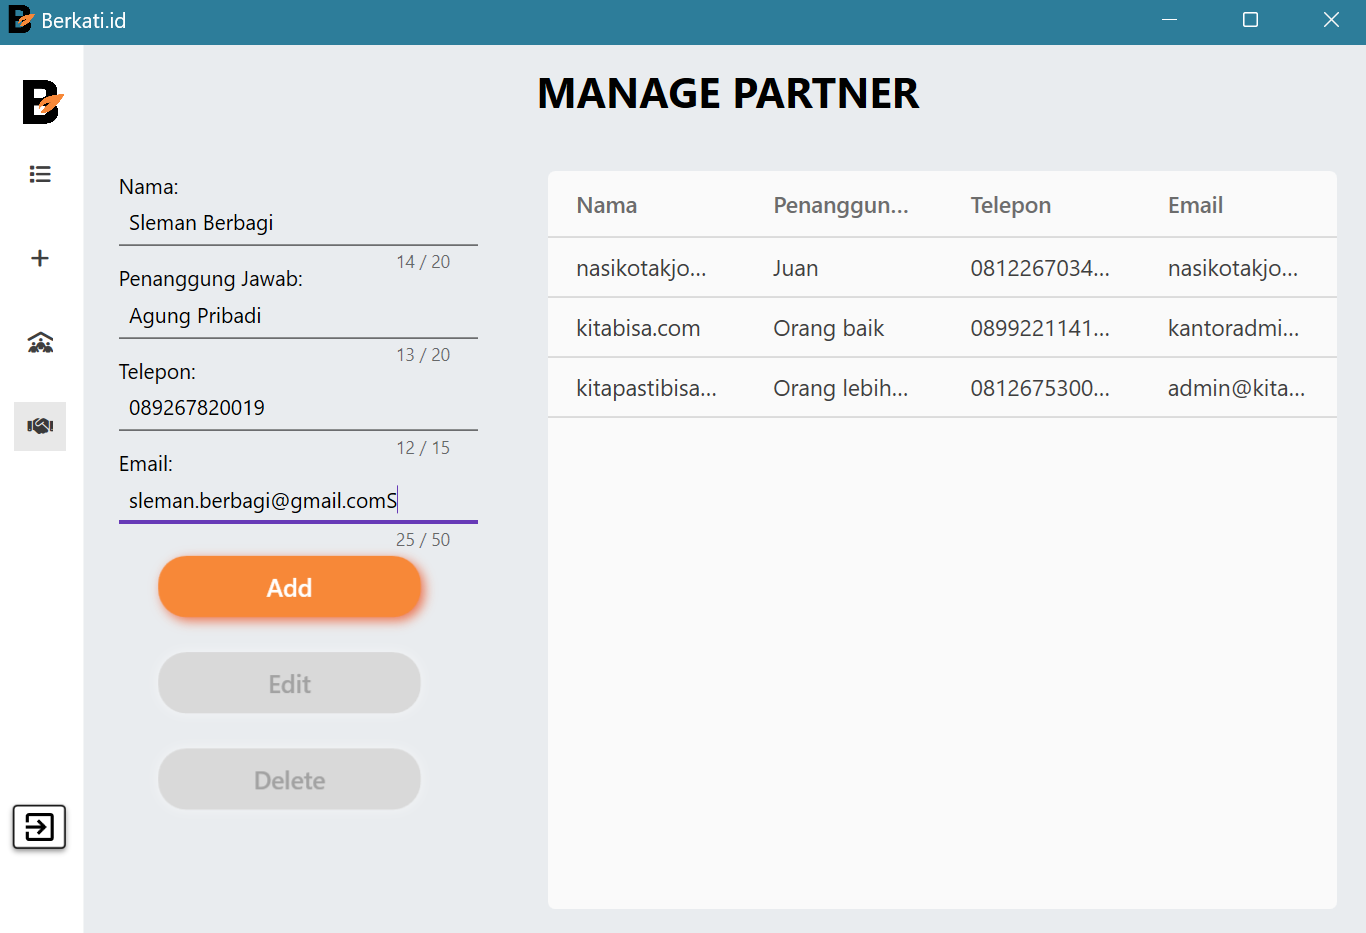 Berkati.id
MANAGE PARTNER
Nama:
Sleman Berbagi
14 / 20
Penanggung Jawab:
Agung Pribadi
13 / 20
Telepon:
089267820019
12 / 15
Email:
sleman.berbagi@gmail.comS
25 / 50
Add
Edit
Delete
Nama Penanggun... Telepon Email
nasikotakjo... Juan 0812267034... nasikotakjo...
kitabisa.com Orang baik 0899221141... kantoradmi...
kitapastibisa... Orang lebih... 0812675300... admin@kita...